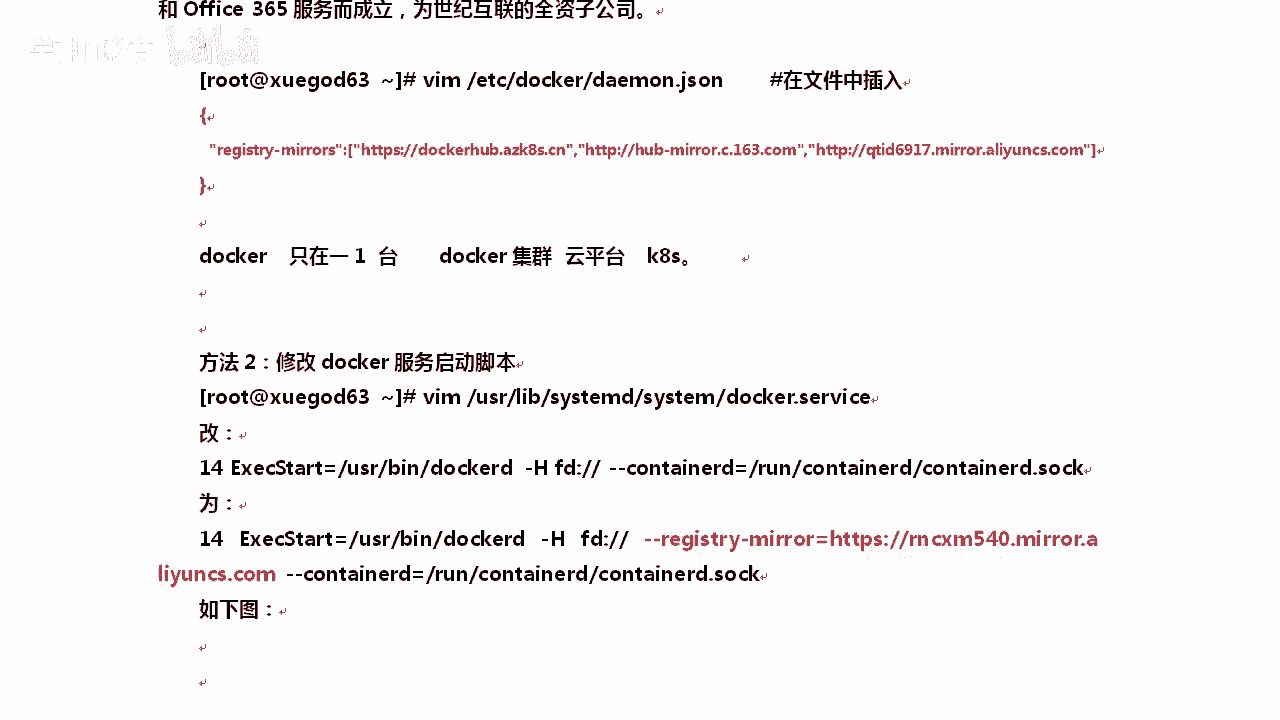 和 Office 365 服务而成立，为世纪互联的全资子公司。
[root@xuegod63 ~]# vim /etc/docker/daemon.json #在文件中插入
{
"registry-mirrors":["https://dockerhub.azk8s.cn","http://hub-mirror.c.163.com","http://qtid6917.mirror.aliyuncs.com"]
}
docker 只在一 1 台 docker 集群 云平台 k8s。
方法 2：修改 docker 服务启动脚本
[root@xuegod63 ~]# vim /usr/lib/systemd/system/docker.service
改：
14 ExecStart=/usr/bin/dockerd -H fd:// --containerd=/run/containerd/containerd.sock
为：
14 ExecStart=/usr/bin/dockerd -H fd:// --registry-mirror=https://rncxm540.mirror.a
liyuncs.com --containerd=/run/containerd/containerd.sock
如下图：